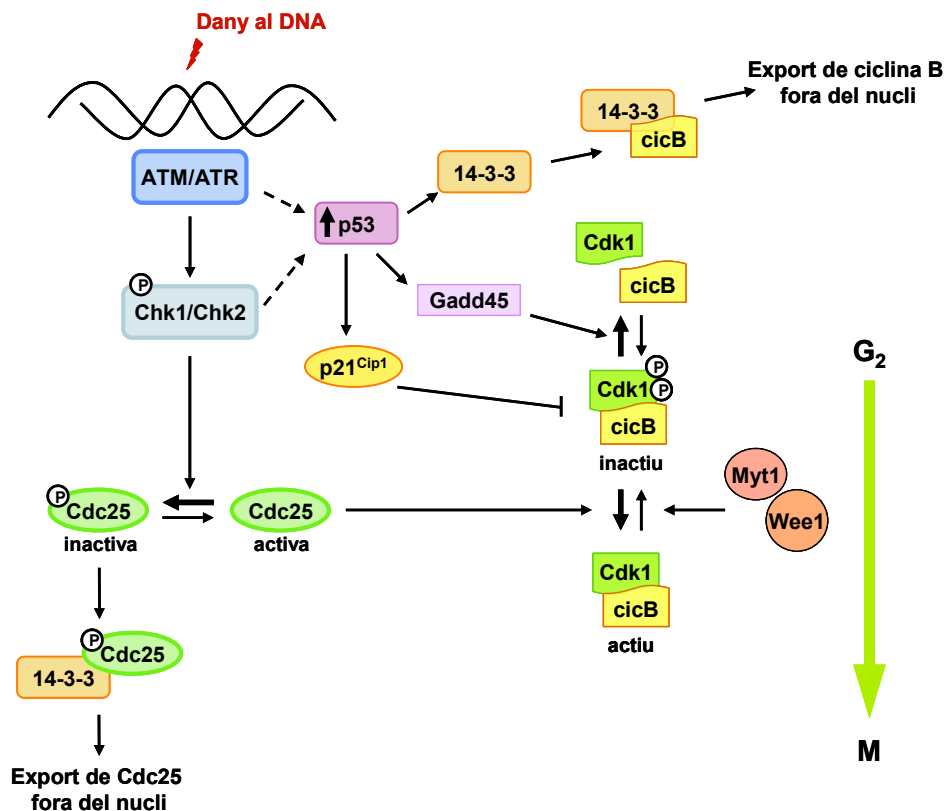 Dany al DNA
Export de ciclina B
fora del nucli
14-3-3
cicB
14-3-3
ATM/ATR
p53
Cdk1
cicB
P
Chk1/Chk2
Gadd45
p21Cip1
P
Cdk1
P
cicB
inactiu
G2
Myt1
Wee1
P
Cdc25
inactiva
Cdc25
activa
Cdk1
cicB
actiu
P
Cdc25
14-3-3
M
Export de Cdc25
fora del nucli